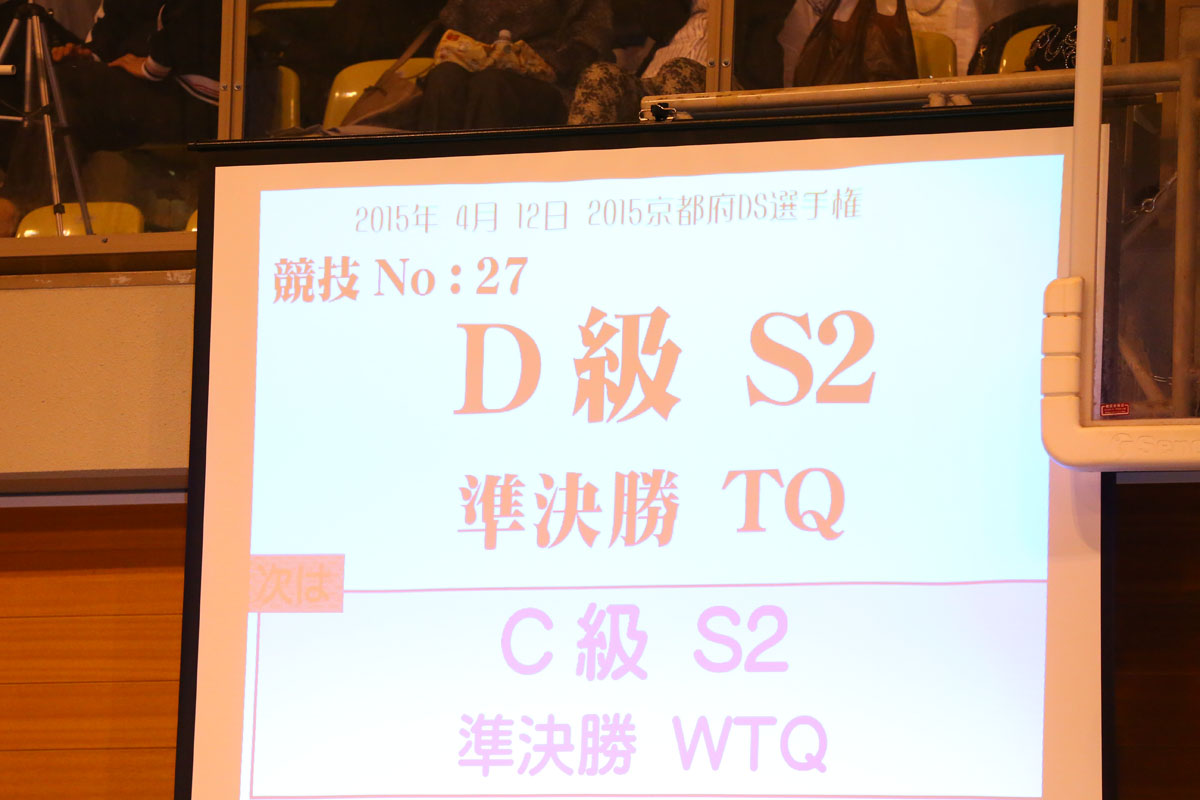 2015年 4月 12日 2015京都府DS選手権
競技 No : 27
D 級 S2
準決勝 TQ
次は
C 級 S2
準決勝 WTQ